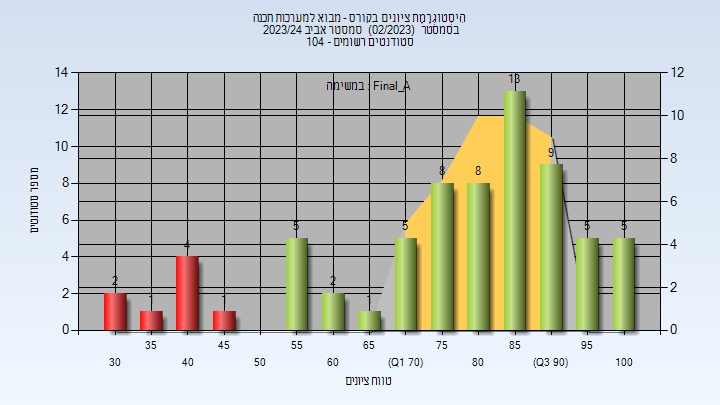 הִיסְטוֹגְרָמַת ציונים בקורס - מבוא למערכות תכנה
בסמסטר (02/2023) סמסטר אביב 2023/24
סטודנטים רשומים - 104
במשימה : Final_A
מספר סטודנטים
14 12 10 8 6 4 2 0
12 10 8 6 4 2 0
2 1 4 1 5 2 1 5 8 8 13 9 5 5
35 45 55 65 75 85 95
30 40 50 60 (Q1 70) 80 (Q3 90) 100
טווח ציונים